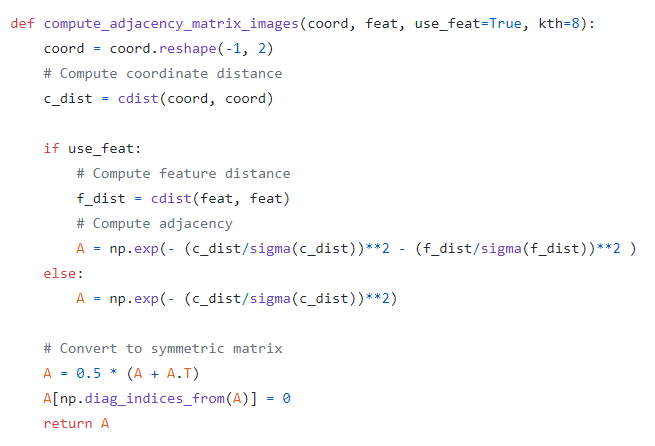 def compute_adjacency_matrix_images(coord, feat, use_feat=True, kth=8):
    coord = coord.reshape(-1, 2)
    # Compute coordinate distance
    c_dist = cdist(coord, coord)

    if use_feat:
        # Compute feature distance
        f_dist = cdist(feat, feat)
        # Compute adjacency
        A = np.exp(- (c_dist/sigma(c_dist))**2 - (f_dist/sigma(f_dist))**2 )
    else:
        A = np.exp(- (c_dist/sigma(c_dist))**2)

    # Convert to symmetric matrix
    A = 0.5 * (A + A.T)
    A[np.diag_indices_from(A)] = 0
    return A